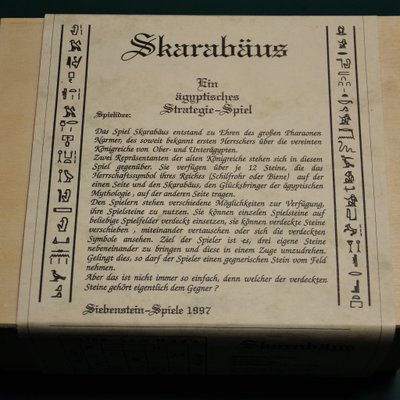 Skarabäus
Ein
ägyptisches
Strategie-Spiel
Spielidee:
Das Spiel Skarabäus entstand zu Ehren des großen Pharaonen
Narmer, des soweit bekannt ersten Herrschers über die vereinten
Königreiche von Ober- und Unterägypten.
Zwei Repräsentanten der alten Königreiche stehen sich in diesem
Spiel gegenüber. Sie verfügen über je 12 Steine, die das
Herrschaftssymbol ihres Reiches (Schilfrohr oder Biene) auf der
einen Seite und den Skarabäus, den Glücksbringer der ägyptischen
Mythologie, auf der anderen Seite tragen.
Den Spielern stehen verschiedene Möglichkeiten zur Verfügung,
ihre Spielsteine zu nutzen. Sie können einzelne Spielsteine auf
beliebige Spielfelder verdeckt einsetzen, sie können verdeckte Steine
verschieben, miteinander vertauschen oder sich die verdeckten
Symbole ansehen. Ziel der Spieler ist es, drei eigene Steine
nebeneinander zu bringen und diese in einem Zuge umzudrehen.
Gelingt dies, so darf der Spieler einen gegnerischen Stein vom Feld
nehmen.
Aber das ist nicht immer so einfach, denn welcher der verdeckten
Steine gehört eigentlich dem Gegner ?
Siebenstein-Spiele 1997
Skarabäus